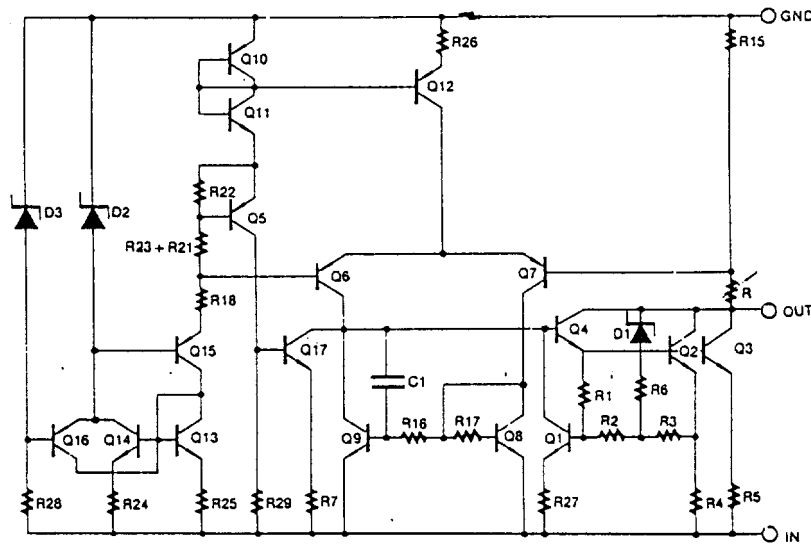 GND
R26
R15
Q10
Q12
Q11
R22
D3
D2
Q5
R23 + R21
Q6
Q7
R
R18
OUT
Q4
D1
Q2
Q3
Q15
Q17
C1
R1
R6
Q16
Q14
Q13
Q9
R16
R17
Q8
Q1
R2
R3
R28
R24
R25
R29
R7
R27
R4
R5
IN